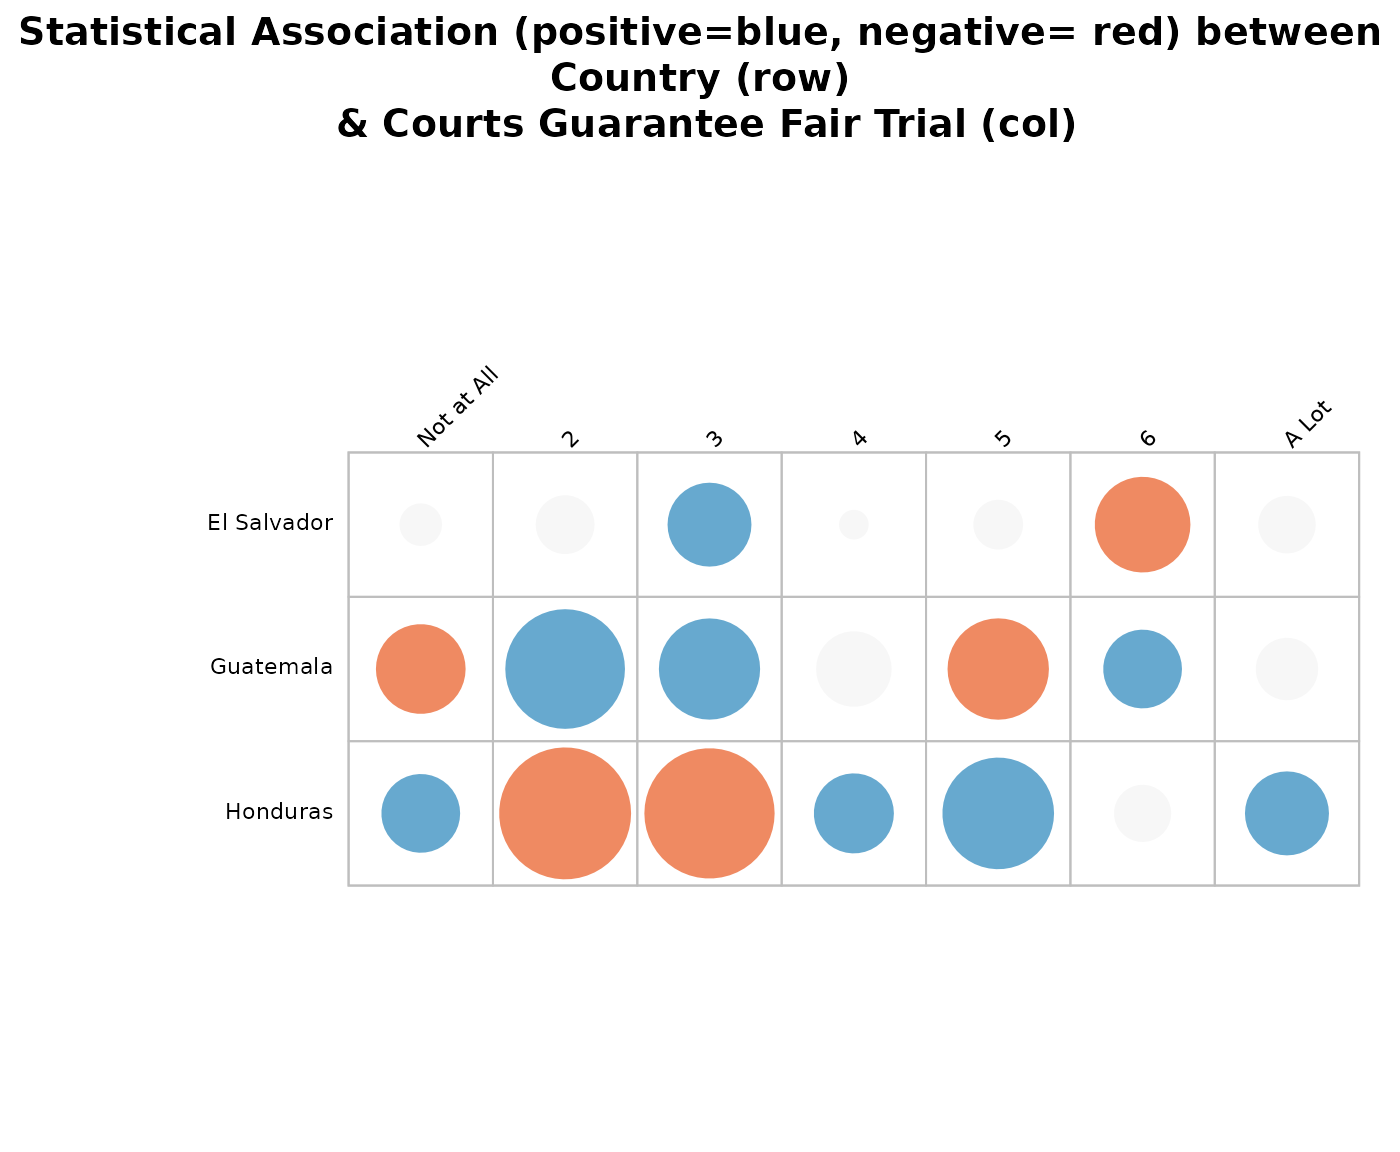 Statistical Association (positive=blue, negative= red) between
Country (row)
& Courts Guarantee Fair Trial (col)
Not at All
2
3
4
5
6
A Lot
El Salvador
Guatemala
Honduras